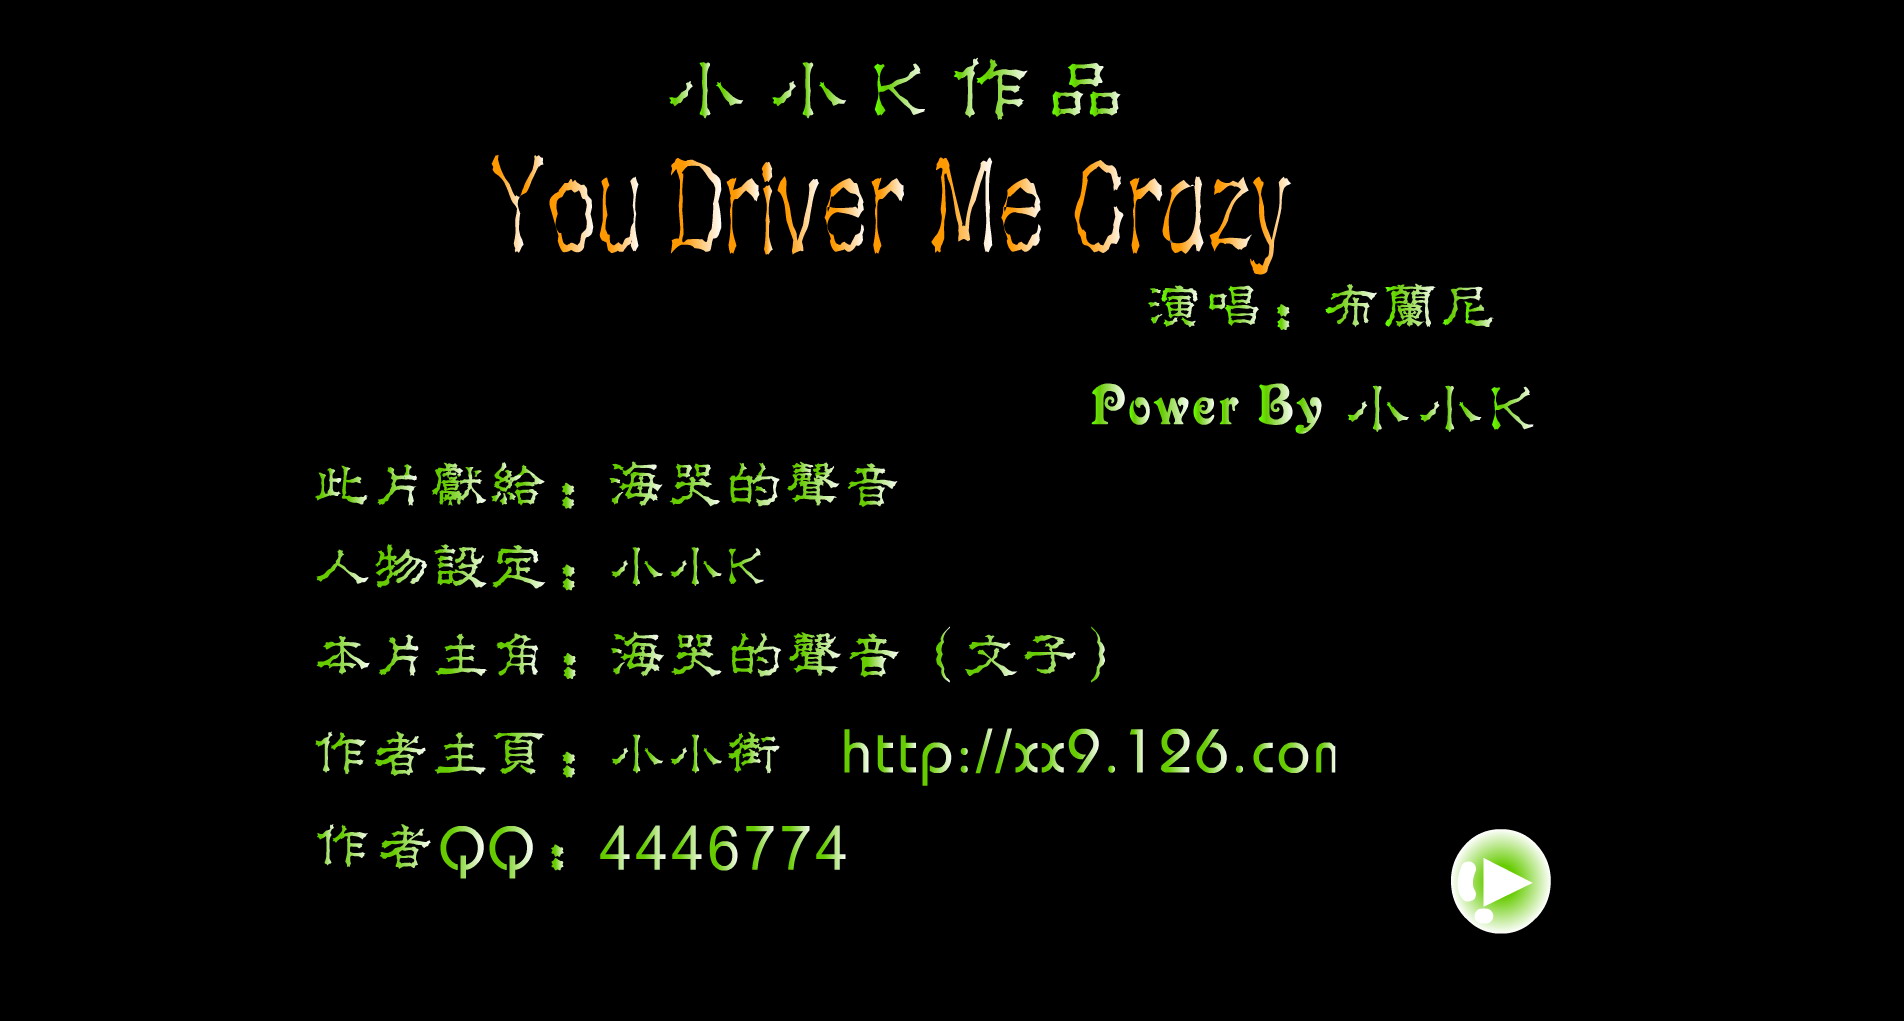 小小K作品
You Driver Me Crazy
演唱：布蘭尼
Power By 小小K
此片獻給：海哭的聲音
人物設定：小小K
本片主角：海哭的聲音（文子）
作者主頁：小小街 http://xx9.126.con
作者QQ：4446774